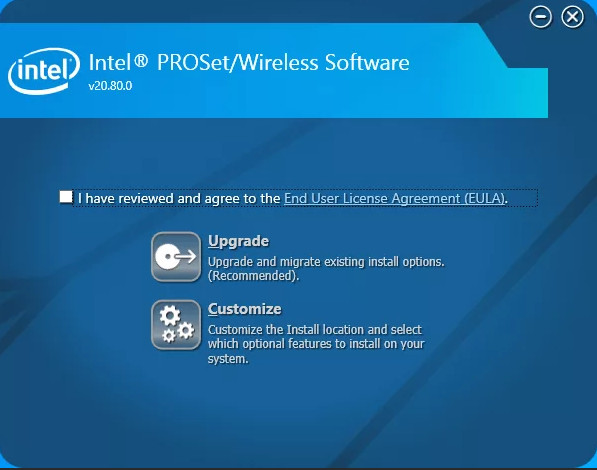 intel
Intel® PROSet/Wireless Software
v20.80.0
I have reviewed and agree to the End User License Agreement (EULA).
Upgrade
Upgrade and migrate existing install options.
(Recommended).
Customize
Customize the Install location and select
which optional features to install on your
system.